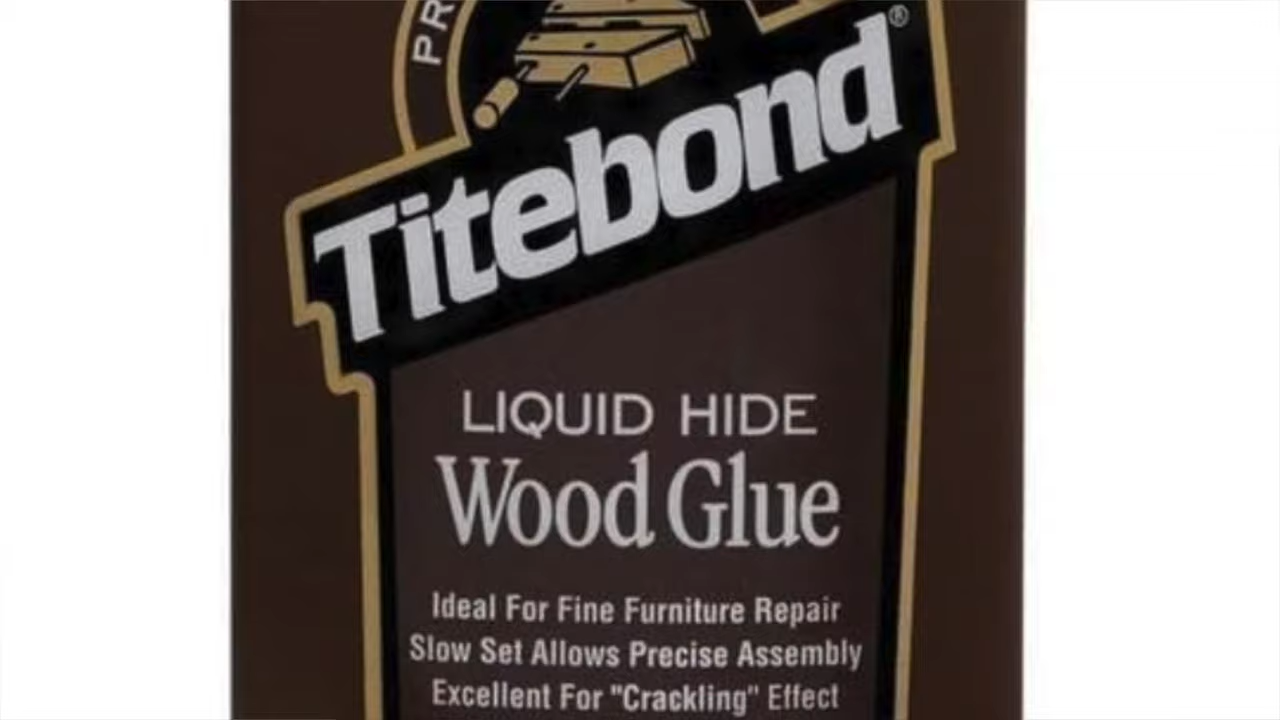 PR
Titebond®
LIQUID HIDE
Wood Glue
Ideal For Fine Furniture Repair
Slow Set Allows Precise Assembly
Excellent For "Crackling" Effect